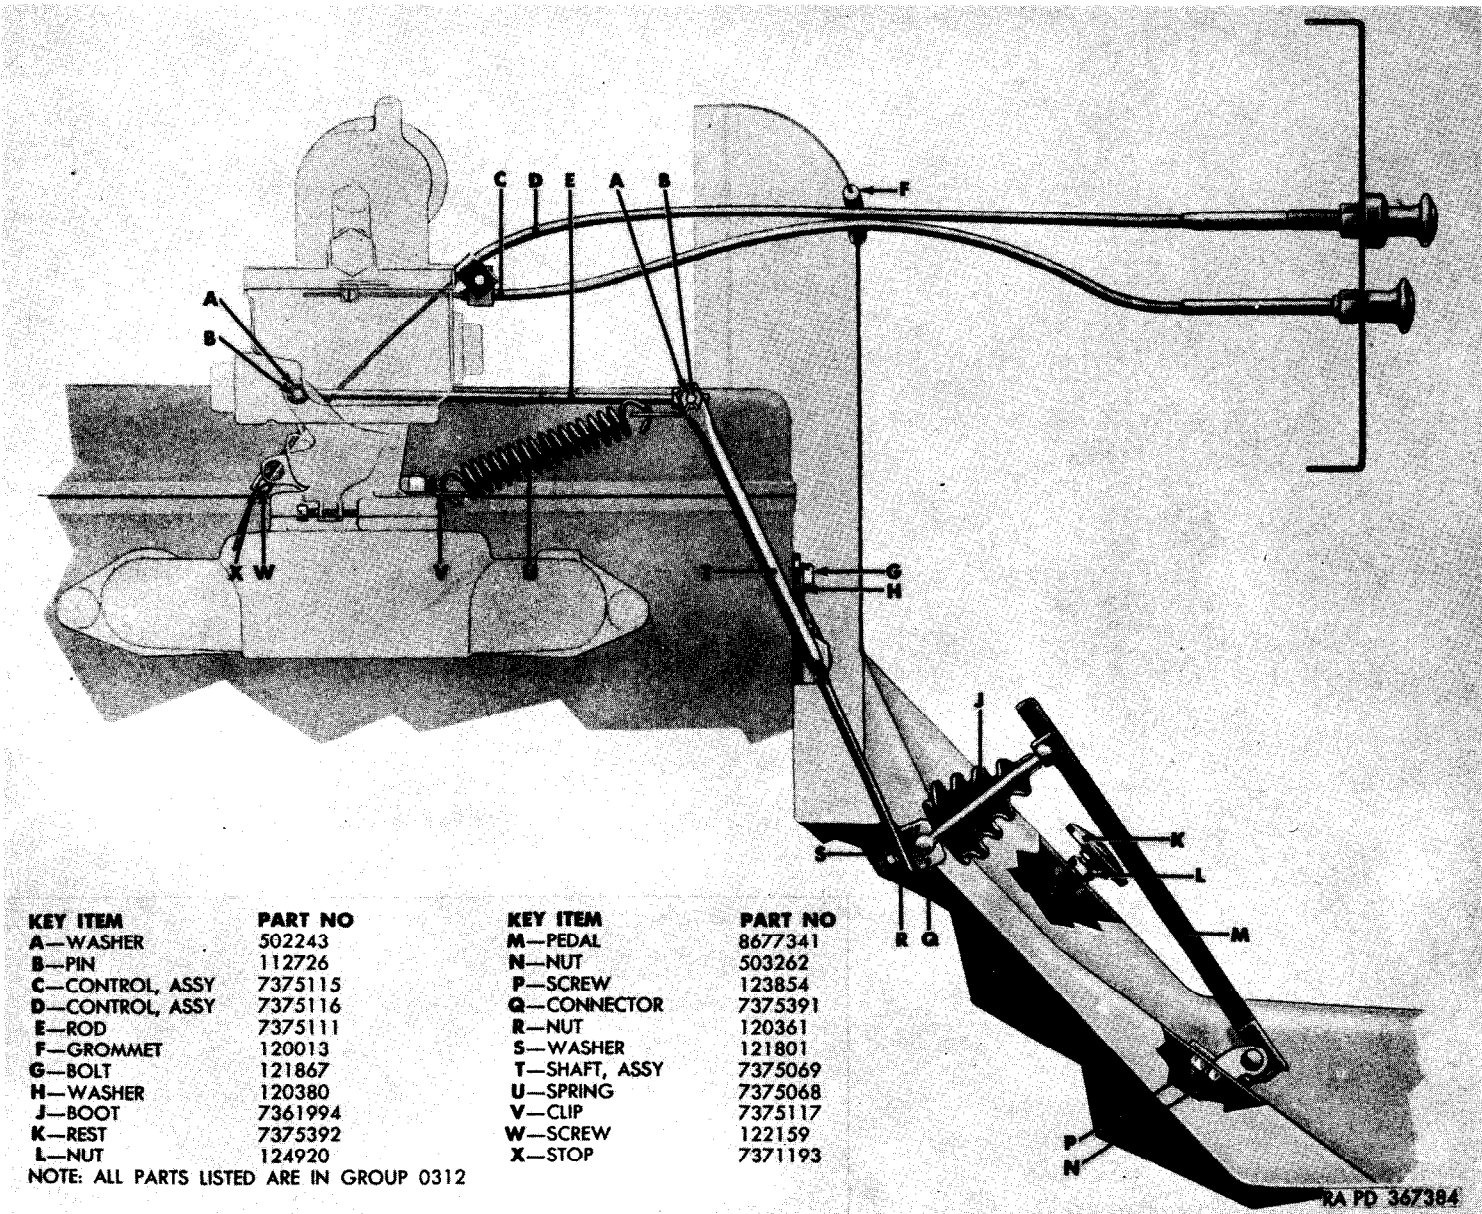 C D E A B
F
A
B
X W V U
T G
H
J
K
S L
R Q M
P
N
KEY ITEM PART NO KEY ITEM PART NO
A—WASHER 502243 M—PEDAL 8677341
B—PIN 112726 N—NUT 503262
C—CONTROL, ASSY 7375115 P—SCREW 123854
D—CONTROL, ASSY 7375116 Q—CONNECTOR 7375391
E—ROD 7375111 R—NUT 120361
F—GROMMET 120013 S—WASHER 121801
G—BOLT 121867 T—SHAFT, ASSY 7375069
H—WASHER 120380 U—SPRING 7375068
J—BOOT 7361994 V—CLIP 7375117
K—REST 7375392 W—SCREW 122159
L—NUT 124920 X—STOP 7371193
NOTE: ALL PARTS LISTED ARE IN GROUP 0312
RA PD 367384